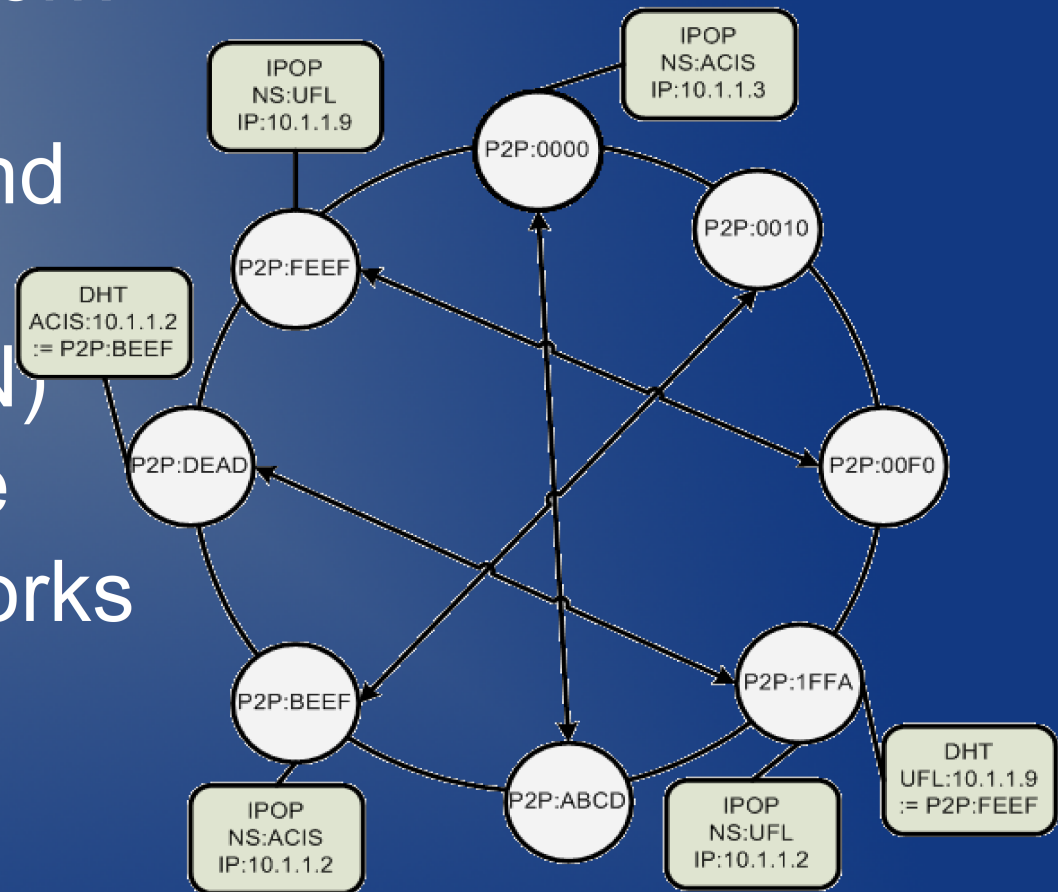 IPOP
NS:ACIS
IP:10.1.1.3
IPOP
NS:UFL
IP:10.1.1.9
P2P:0000
nd
P2P:0010
P2P:FEEF
DHT
ACIS:10.1.1.2
:= P2P:BEEF
N)
P2P:DEAD
P2P:00F0
e
orks
P2P:1FFA
P2P:BEEF
DHT
UFL:10.1.1.9
:= P2P:FEEF
P2P:ABCD
IPOP
NS:ACIS
IP:10.1.1.2
IPOP
NS:UFL
IP:10.1.1.2